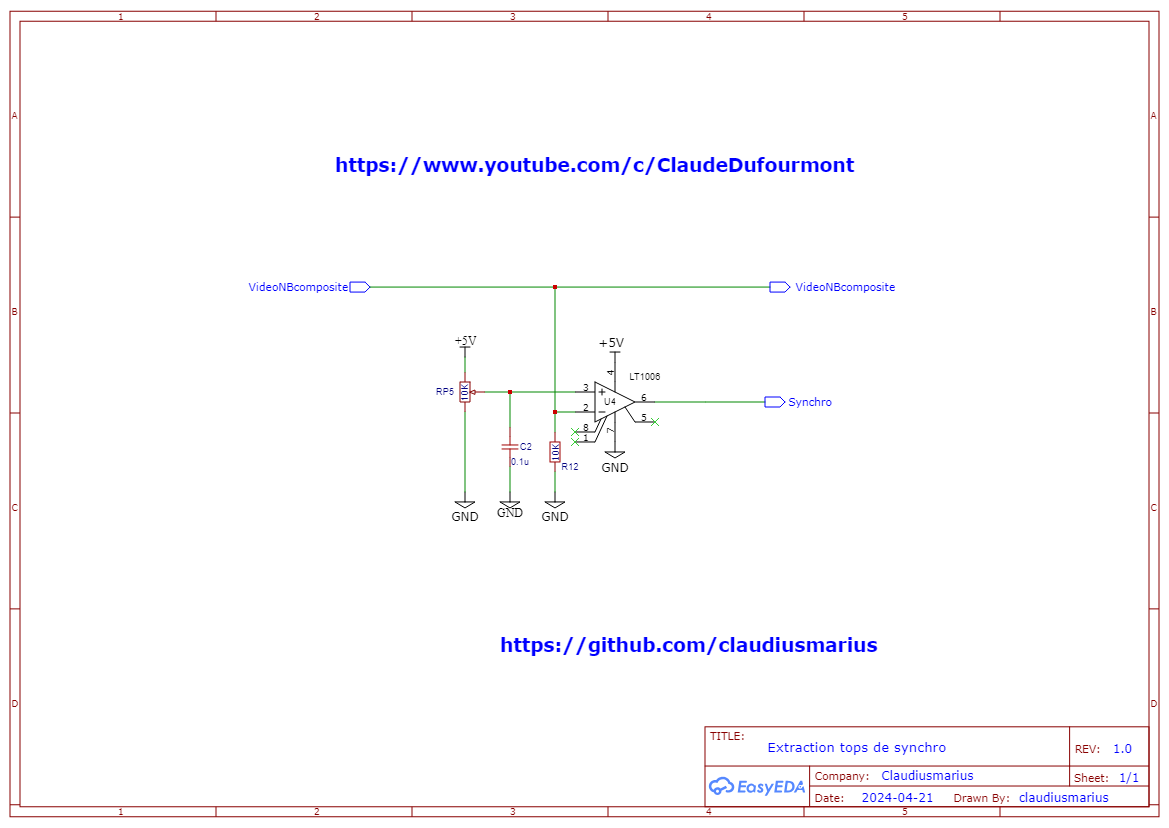 1 2 3 4 5
A A
https://www.youtube.com/c/ClaudeDufourmont
VideoNBcomposite VideoNBcomposite
B B
+5V +5V
4
LT1006
RP5 10K 3 U4 6 Synchro
2 5
8
1 7
C2 10K
0.1u R12 GND
GND GND GND
C C
https://github.com/claudiusmarius
D D
TITLE:
Extraction tops de synchro
REV: 1.0
EasyEDA
Company: Claudiusmarius
Sheet: 1/1
Date: 2024-04-21 Drawn By: claudiusmarius
1 2 3 4 5